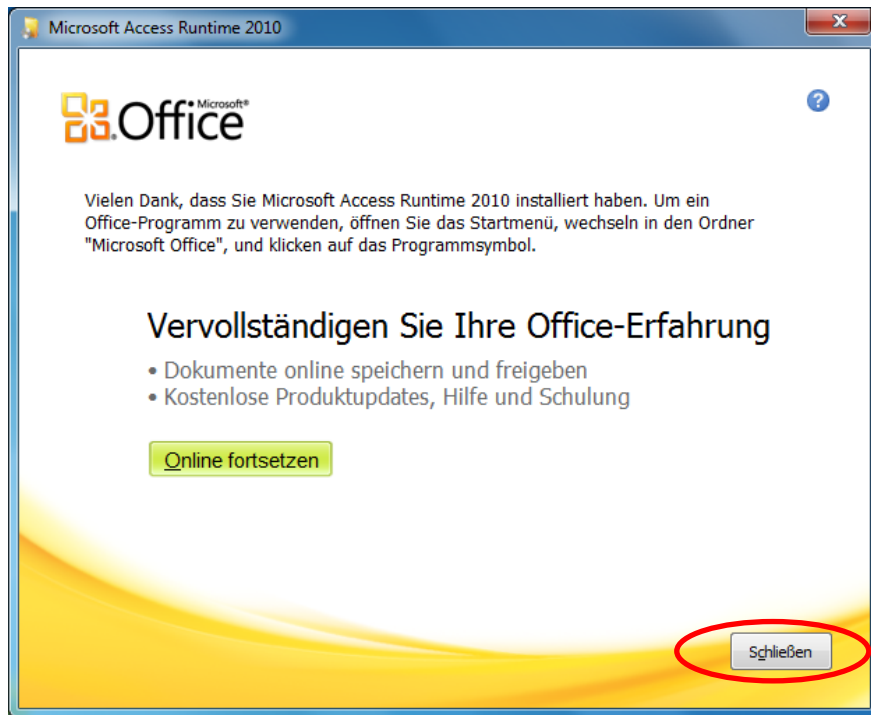 Microsoft Access Runtime 2010
Microsoft®
Office
Vielen Dank, dass Sie Microsoft Access Runtime 2010 installiert haben. Um ein
Office-Programm zu verwenden, öffnen Sie das Startmenü, wechseln in den Ordner
"Microsoft Office", und klicken auf das Programmsymbol.
Vervollständigen Sie Ihre Office-Erfahrung
• Dokumente online speichern und freigeben
• Kostenlose Produktupdates, Hilfe und Schulung
Online fortsetzen
Schließen